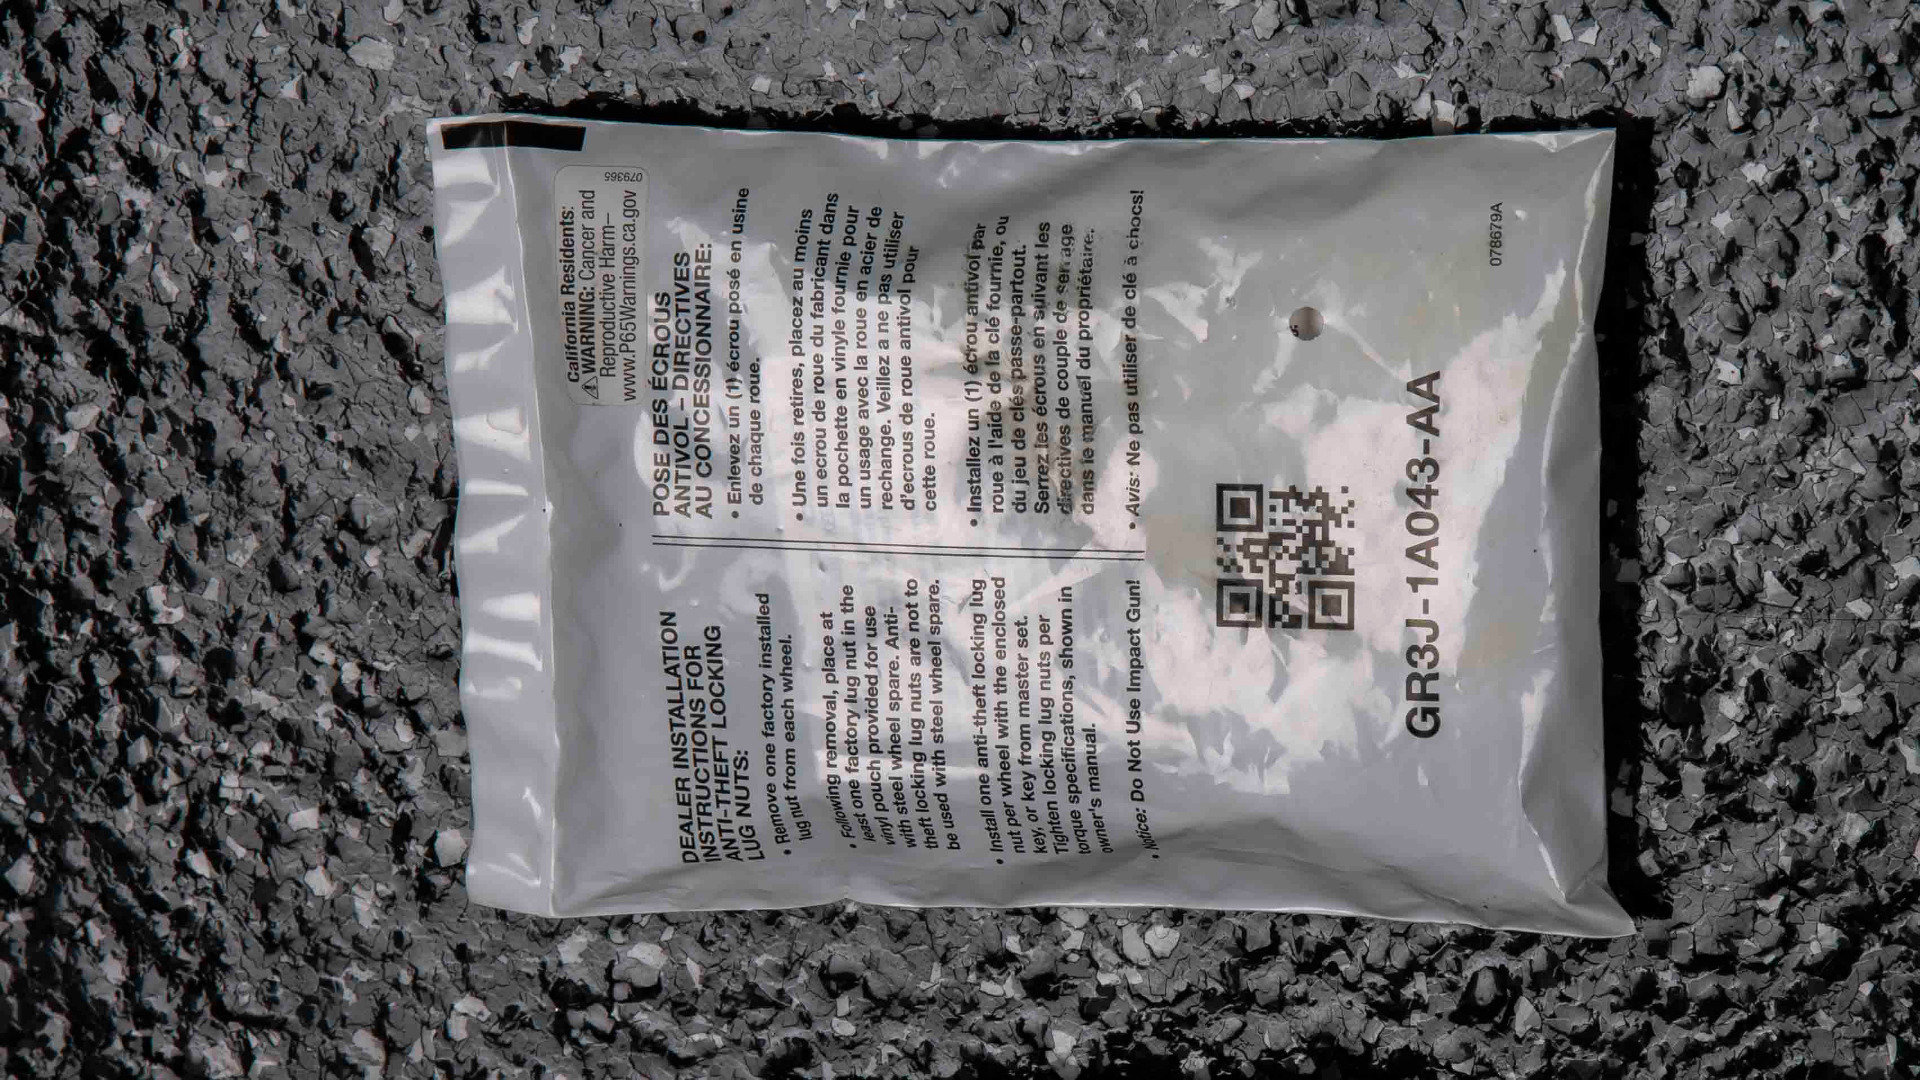 California Residents:
⚠ WARNING: Cancer and
Reproductive Harm–
www.P65Warnings.ca.gov
079365
DEALER INSTALLATION
INSTRUCTIONS FOR
ANTI-THEFT LOCKING
LUG NUTS:
• Remove one factory installed
lug nut from each wheel.
• Following removal, place at
least one factory lug nut in the
vinyl pouch provided for use
with steel wheel spare. Anti-
theft locking lug nuts are not to
be used with steel wheel spare.
• Install one anti-theft locking lug
nut per wheel with the enclosed
key, or key from master set.
Tighten locking lug nuts per
torque specifications, shown in
owner's manual.
• Notice: Do Not Use Impact Gun!
POSE DES ÉCROUS
ANTIVOL – DIRECTIVES
AU CONCESSIONNAIRE:
• Enlevez un (1) écrou posé en usine
de chaque roue.
• Une fois retires, placez au moins
un ecrou de roue du fabricant dans
la pochette en vinyle fournie pour
un usage avec la roue en acier de
rechange. Veillez a ne pas utiliser
d'ecrous de roue antivol pour
cette roue.
• Installez un (1) écrou antivol par
roue à l'aide de la clé fournie, ou
du jeu de clés passe-partout.
Serrez les écrous en suivant les
directives de couple de serrage
dans le manuel du propriétaire.
• Avis: Ne pas utiliser de clé à chocs!
GR3J-1A043-AA
078679A